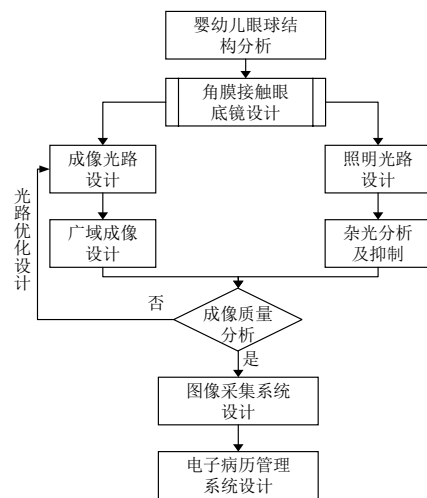 婴幼儿眼球结
构分析
角膜接触眼
底镜设计
成像光路
设计
照明光路
设计
光路优化设计
广域成像
设计
杂光分析
及抑制
否
成像质量
分析
是
图像采集系统
设计
电子病历管理
系统设计